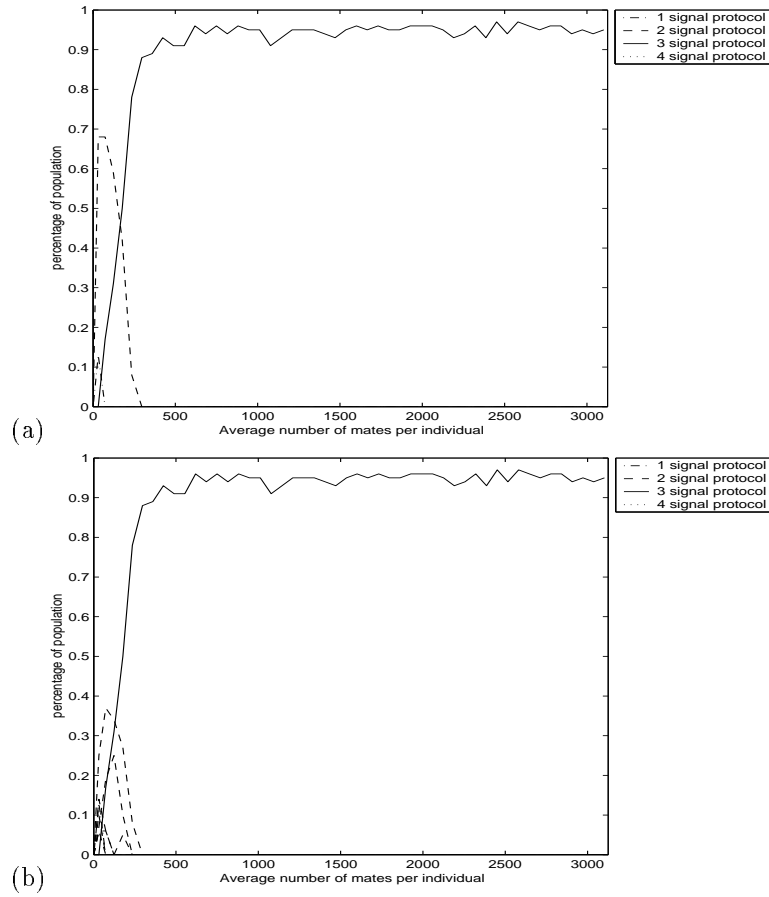 1
0.9
0.8
0.7
0.6
0.5
0.4
0.3
0.2
0.1
0
percentage of population
0 500 1000 1500 2000 2500 3000
Average number of mates per individual
1 signal protocol
2 signal protocol
3 signal protocol
4 signal protocol
(a)
1
0.9
0.8
0.7
0.6
0.5
0.4
0.3
0.2
0.1
0
percentage of population
0 500 1000 1500 2000 2500 3000
Average number of mates per individual
1 signal protocol
2 signal protocol
3 signal protocol
4 signal protocol
(b)